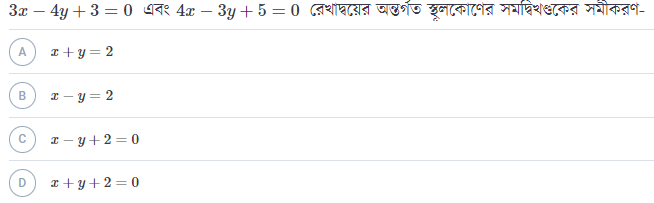 3x − 4y + 3 = 0 এবং 4x − 3y + 5 = 0 রেখাদ্বয়ের অন্তর্গত স্থূলকোণের সমদ্বিখণ্ডকের সমীকরণ-
A x + y = 2
B x − y = 2
C x − y + 2 = 0
D x + y + 2 = 0